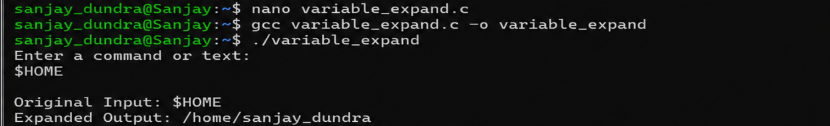 sanjay_dundra@Sanjay:~$ nano variable_expand.c
sanjay_dundra@Sanjay:~$ gcc variable_expand.c -o variable_expand
sanjay_dundra@Sanjay:~$ ./variable_expand
Enter a command or text:
$HOME

Original Input: $HOME
Expanded Output: /home/sanjay_dundra